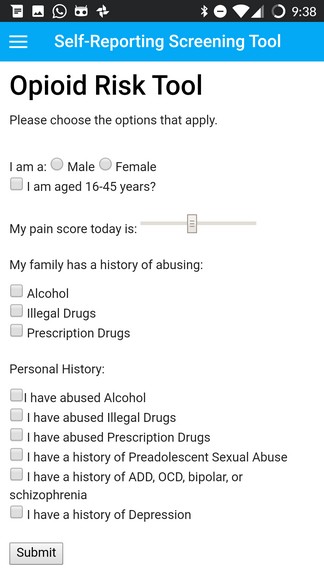 9:38
Self-Reporting Screening Tool
Opioid Risk Tool
Please choose the options that apply.
I am a: Male Female
I am aged 16-45 years?
My pain score today is:
My family has a history of abusing:
Alcohol
Illegal Drugs
Prescription Drugs
Personal History:
I have abused Alcohol
I have abused Illegal Drugs
I have abused Prescription Drugs
I have a history of Preadolescent Sexual Abuse
I have a history of ADD, OCD, bipolar, or
schizophrenia
I have a history of Depression
Submit